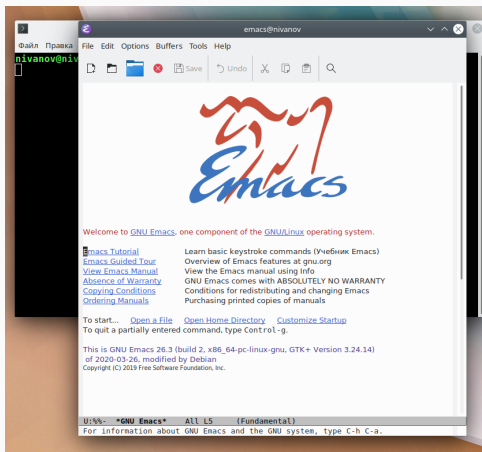 emacs@nivanov
Файл Правка
nivanov@niv
File Edit Options Buffers Tools Help
Save Undo
Emacs
Welcome to GNU Emacs, one component of the GNU/Linux operating system.
Emacs Tutorial Learn basic keystroke commands (Учебник Emacs)
Emacs Guided Tour Overview of Emacs features at gnu.org
View Emacs Manual View the Emacs manual using Info
Absence of Warranty GNU Emacs comes with ABSOLUTELY NO WARRANTY
Copying Conditions Conditions for redistributing and changing Emacs
Ordering Manuals Purchasing printed copies of manuals
To start... Open a File Open Home Directory Customize Startup
To quit a partially entered command, type Control-g.
This is GNU Emacs 26.3 (build 2, x86_64-pc-linux-gnu, GTK+ Version 3.24.14)
of 2020-03-26, modified by Debian
Copyright (C) 2019 Free Software Foundation, Inc.
U:%%- *GNU Emacs* All L5 (Fundamental)
For information about GNU Emacs and the GNU system, type C-h C-a.